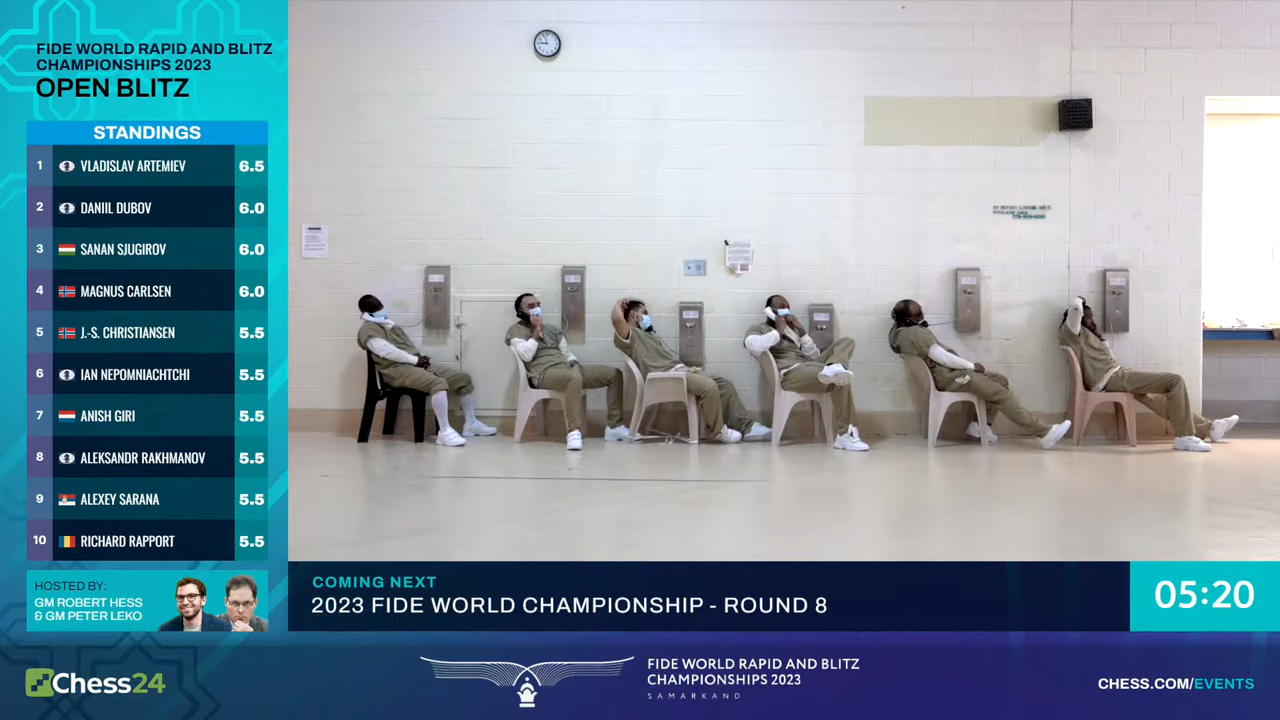 FIDE WORLD RAPID AND BLITZ
CHAMPIONSHIPS 2023
OPEN BLITZ
STANDINGS
1 VLADISLAV ARTEMIEV 6.5
2 DANIIL DUBOV 6.0
3 SANAN SJUGIROV 6.0
4 MAGNUS CARLSEN 6.0
5 J.-S. CHRISTIANSEN 5.5
6 IAN NEPOMNIACHTCHI 5.5
7 ANISH GIRI 5.5
8 ALEKSANDR RAKHMANOV 5.5
9 ALEXEY SARANA 5.5
10 RICHARD RAPPORT 5.5
HOSTED BY:
GM ROBERT HESS
& GM PETER LEKO
COMING NEXT
2023 FIDE WORLD CHAMPIONSHIP - ROUND 8
05:20
Chess24
FIDE WORLD RAPID AND BLITZ
CHAMPIONSHIPS 2023
SAMARKAND
CHESS.COM/EVENTS